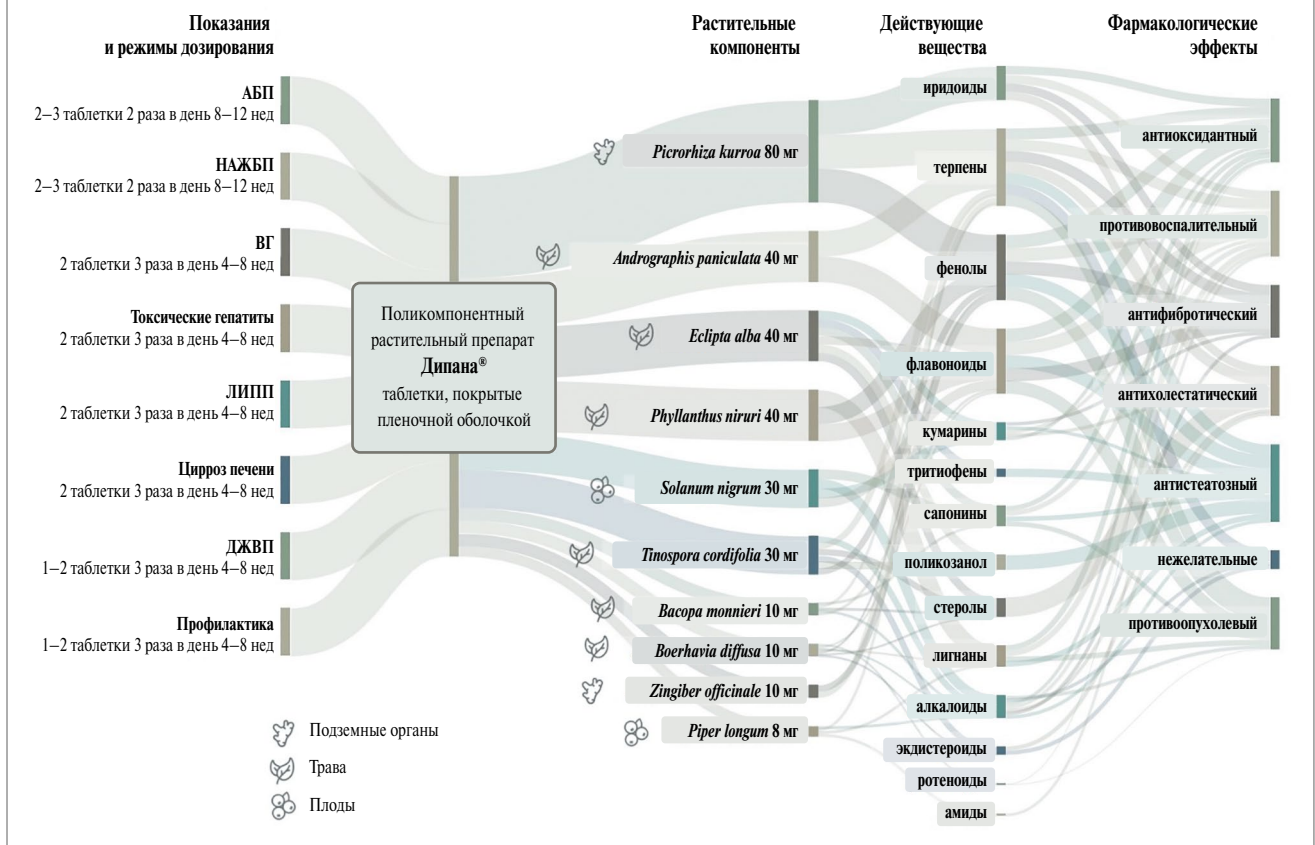 Показания
и режимы дозирования
АБП
2–3 таблетки 2 раза в день 8–12 нед
НАЖБП
2–3 таблетки 2 раза в день 8–12 нед
ВГ
2 таблетки 3 раза в день 4–8 нед
Токсические гепатиты
2 таблетки 3 раза в день 4–8 нед
ЛИПП
2 таблетки 3 раза в день 4–8 нед
Цирроз печени
2 таблетки 3 раза в день 4–8 нед
ДЖВП
1–2 таблетки 3 раза в день 4–8 нед
Профилактика
1–2 таблетки 3 раза в день 4–8 нед
Поликомпонентный
растительный препарат
Дипана®
таблетки, покрытые
пленочной оболочкой
Растительные
компоненты
Picrorhiza kurroa 80 мг
Andrographis paniculata 40 мг
Eclipta alba 40 мг
Phyllanthus niruri 40 мг
Solanum nigrum 30 мг
Tinospora cordifolia 30 мг
Bacopa monnieri 10 мг
Boerhavia diffusa 10 мг
Zingiber officinale 10 мг
Piper longum 8 мг
Действующие
вещества
иридоиды
терпены
фенолы
флавоноиды
кумарины
тритиофены
сапонины
поликозанол
стеролы
лигнаны
алкалоиды
экдистероиды
ротеноиды
амиды
Фармакологические
эффекты
антиоксидантный
противовоспалительный
антифибротический
антихолестатический
антистеатозный
нежелательные
противоопухолевый
Подземные органы
Трава
Плоды